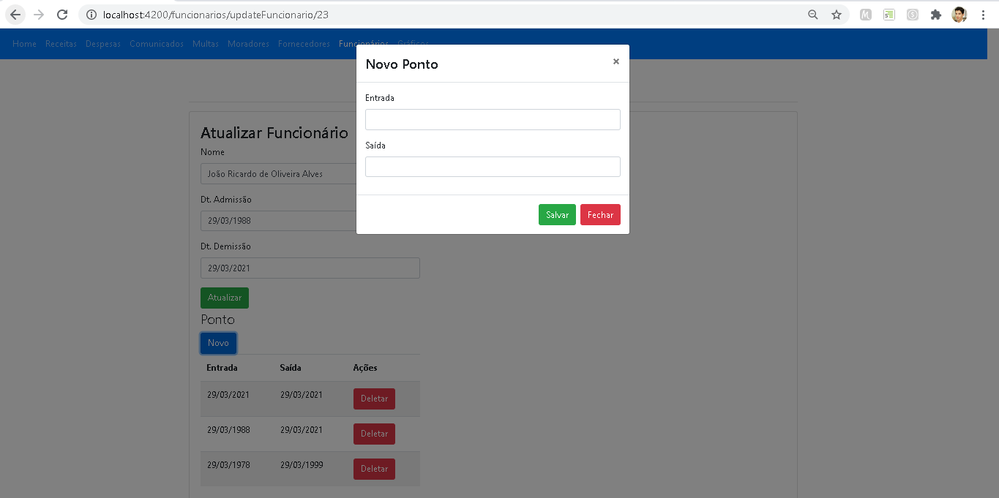 localhost:4200/funcionarios/updateFuncionario/23
Home Receitas Despesas Comunicados Multas Moradores Fornecedores Funcionários Gráficos
Novo Ponto ×
Entrada
Saída
Salvar Fechar
Atualizar Funcionário
Nome
João Ricardo de Oliveira Alves
Dt. Admissão
29/03/1988
Dt. Demissão
29/03/2021
Atualizar
Ponto
Novo
Entrada Saída Ações
29/03/2021 29/03/2021 Deletar
29/03/1988 29/03/2021 Deletar
29/03/1978 29/03/1999 Deletar